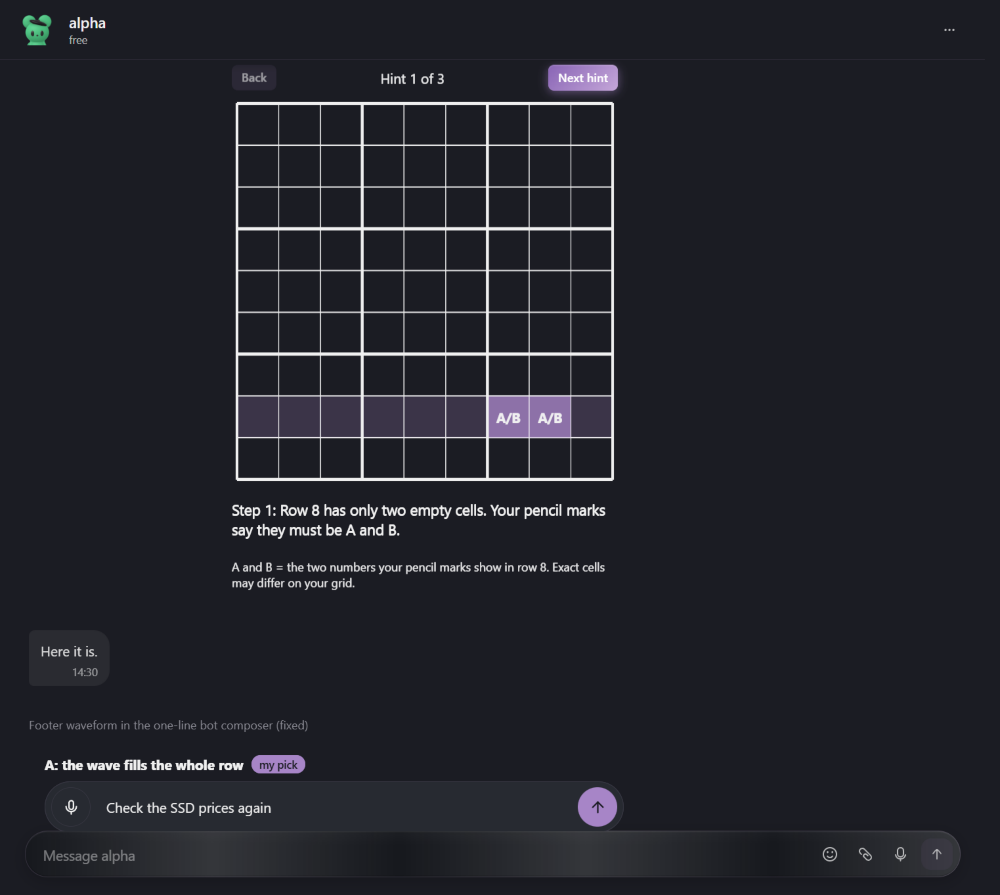 alpha
free
...
Back
Hint 1 of 3
Next hint
A/B A/B
Step 1: Row 8 has only two empty cells. Your pencil marks
say they must be A and B.
A and B = the two numbers your pencil marks show in row 8. Exact cells
may differ on your grid.
Here it is.
14:30
Footer waveform in the one-line bot composer (fixed)
A: the wave fills the whole row my pick
Check the SSD prices again
Message alpha